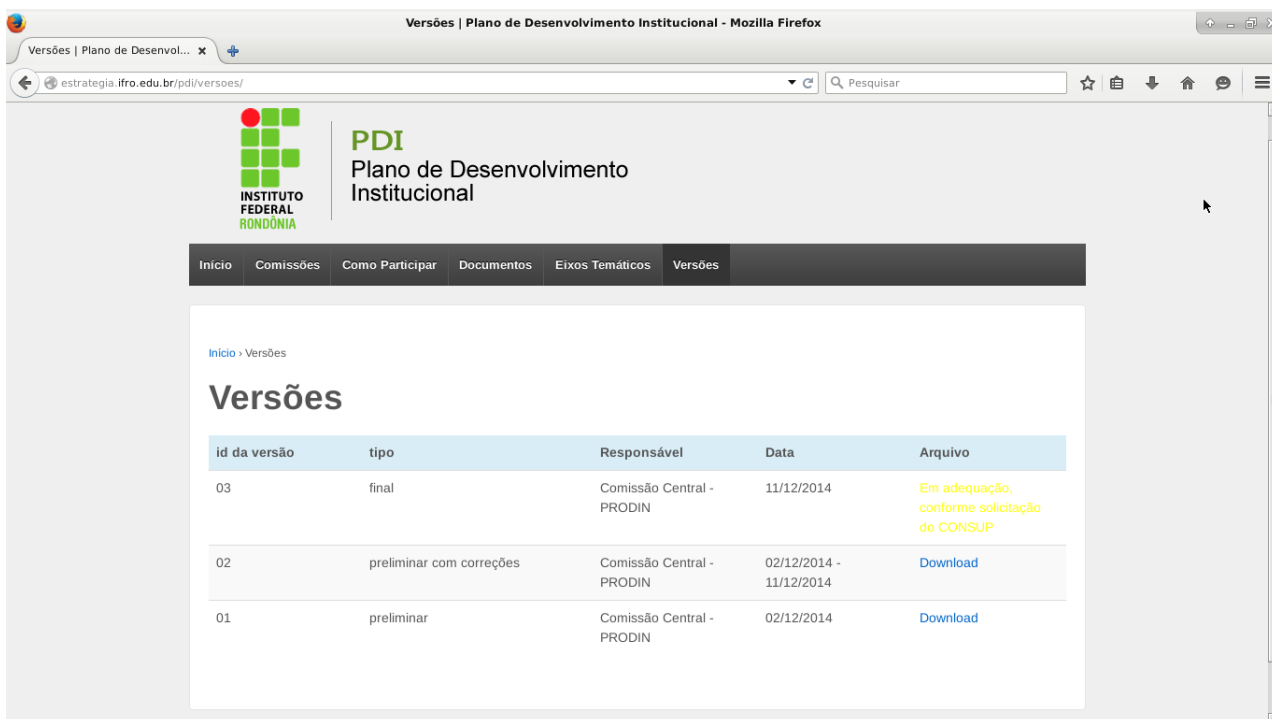 Versões | Plano de Desenvolvimento Institucional - Mozilla Firefox
Versões | Plano de Desenvol...
estrategia.ifro.edu.br/pdi/versoes/
Pesquisar
INSTITUTO
FEDERAL
RONDÔNIA
PDI
Plano de Desenvolvimento
Institucional
Início Comissões Como Participar Documentos Eixos Temáticos Versões
Início › Versões
Versões
id da versão tipo Responsável Data Arquivo
03 final Comissão Central - 11/12/2014 Em adequação,
PRODIN conforme solicitação
do CONSUP
02 preliminar com correções Comissão Central - 02/12/2014 - Download
PRODIN 11/12/2014
01 preliminar Comissão Central - 02/12/2014 Download
PRODIN